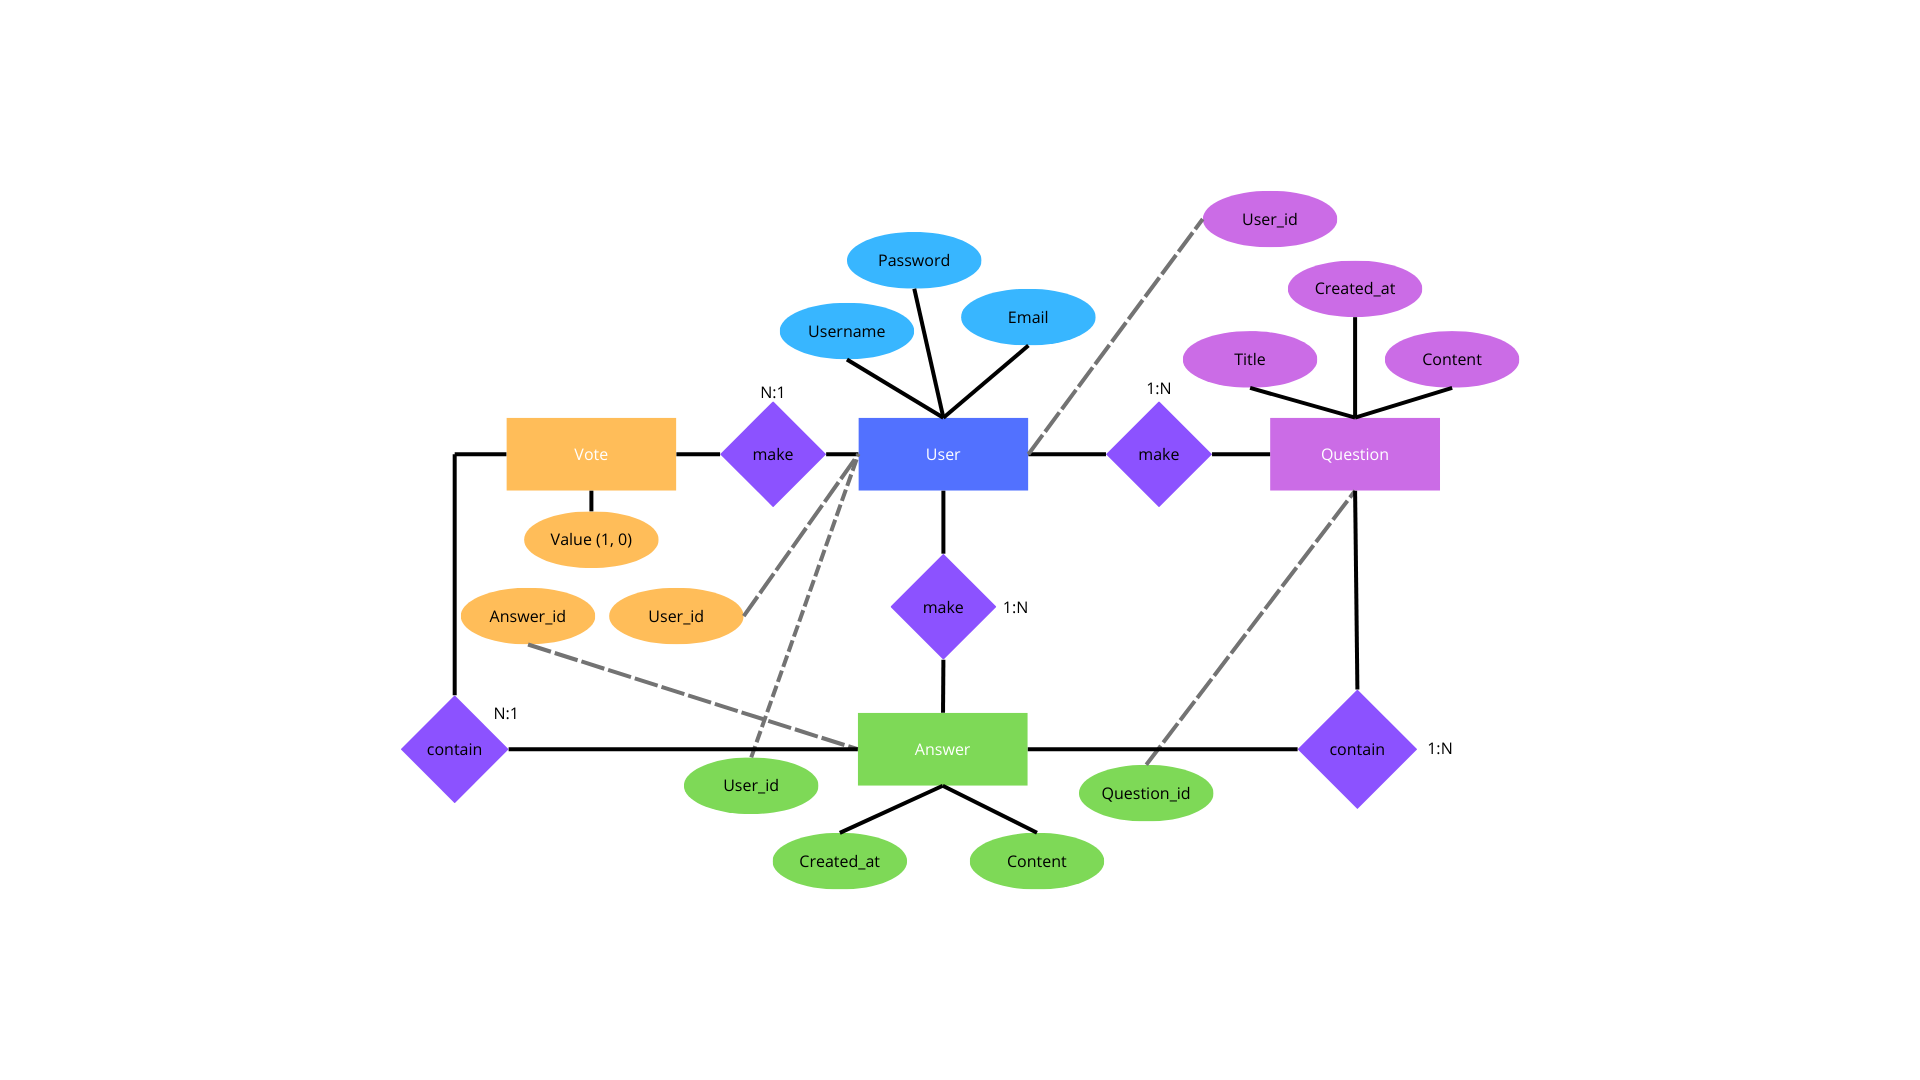 User_id
Password
Created_at
Email
Username
Title
Content
N:1
1:N
Vote
make
User
make
Question
Value (1, 0)
Answer_id
User_id
make
1:N
N:1
contain
Answer
contain
1:N
User_id
Question_id
Created_at
Content